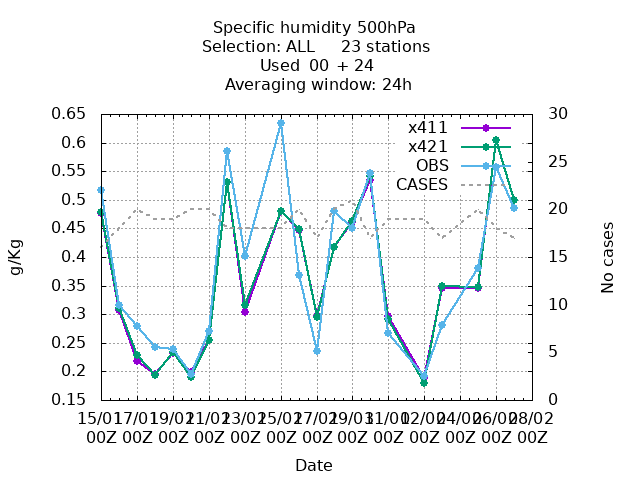 Specific humidity 500hPa
Selection: ALL 23 stations
Used 00 + 24
Averaging window: 24h
0.65
0.6
0.55
0.5
0.45
0.4
0.35
0.3
0.25
0.2
0.15
30
25
20
15
10
5
0
x411
x421
OBS
CASES
g/Kg
No cases
15/01 17/01 19/01 21/01 23/01 25/01 27/01 29/01 31/01 02/02 04/02 06/02 08/02
00Z 00Z 00Z 00Z 00Z 00Z 00Z 00Z 00Z 00Z 00Z 00Z 00Z
Date